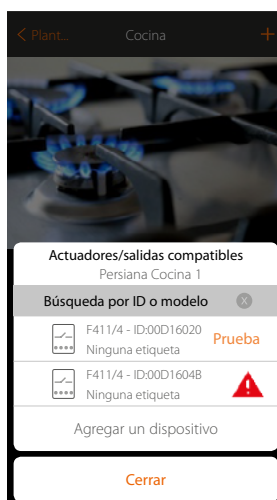 Plant... Cocina +
Actuadores/salidas compatibles
Persiana Cocina 1
Búsqueda por ID o modelo x
F411/4 - ID:00D16020
Ninguna etiqueta
Prueba
F411/4 - ID:00D1604B
Ninguna etiqueta
Agregar un dispositivo
Cerrar